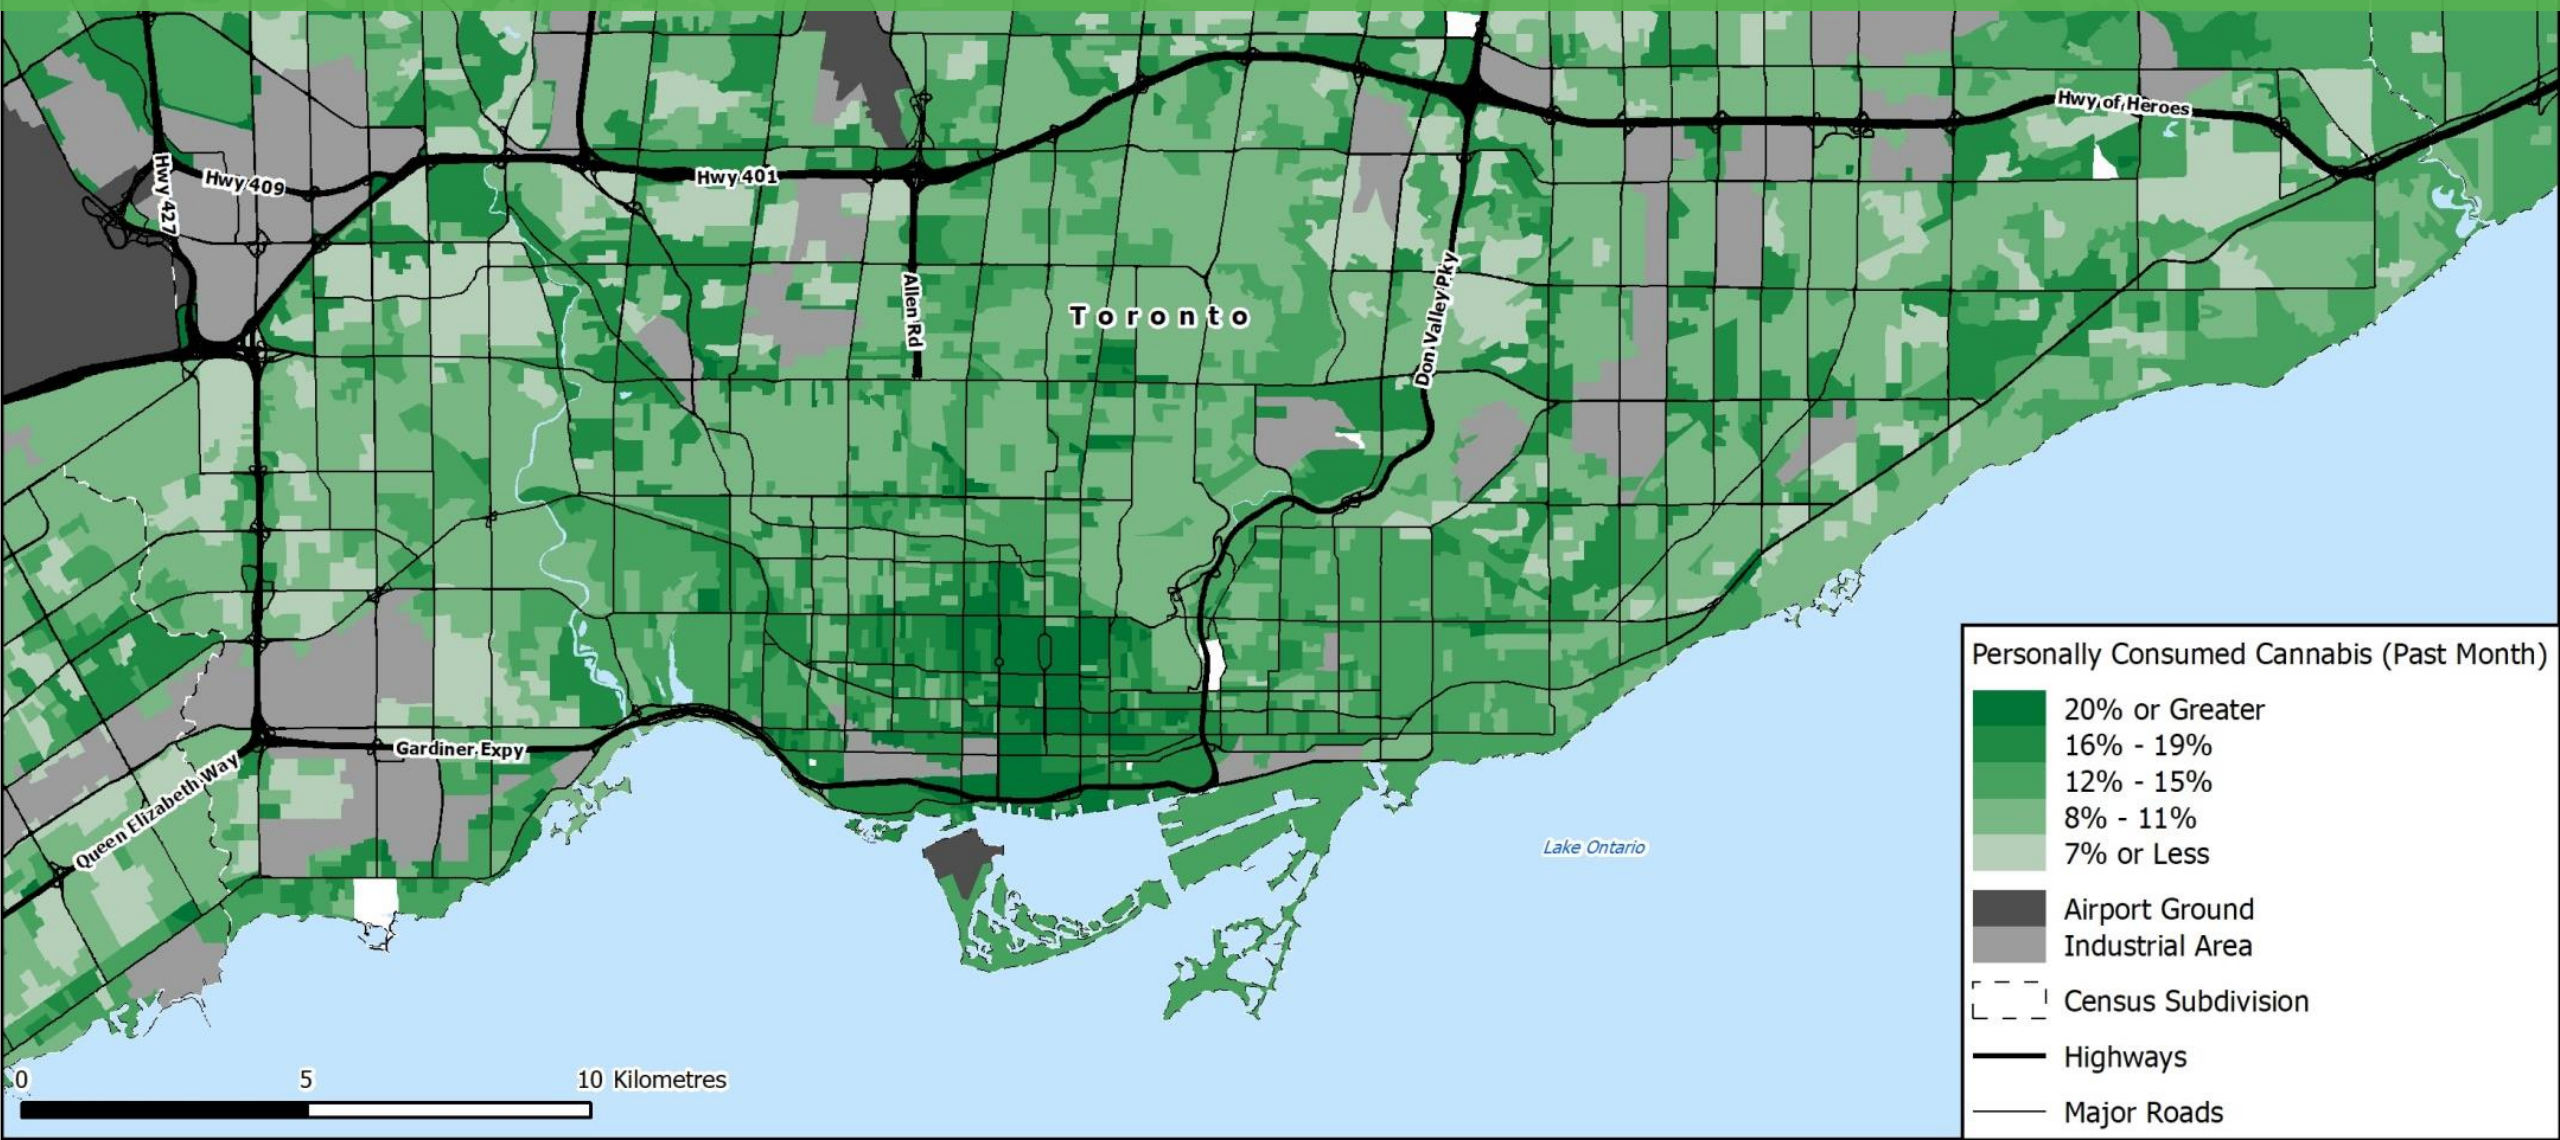 Hwy of Heroes
Hwy 401
Hwy 409
Hwy 427
Allen Rd
Toronto
Don Valley Pky
Gardiner Expy
Queen Elizabeth Way
Lake Ontario
Personally Consumed Cannabis (Past Month)
20% or Greater
16% - 19%
12% - 15%
8% - 11%
7% or Less
Airport Ground
Industrial Area
Census Subdivision
Highways
Major Roads
0 5 10 Kilometres